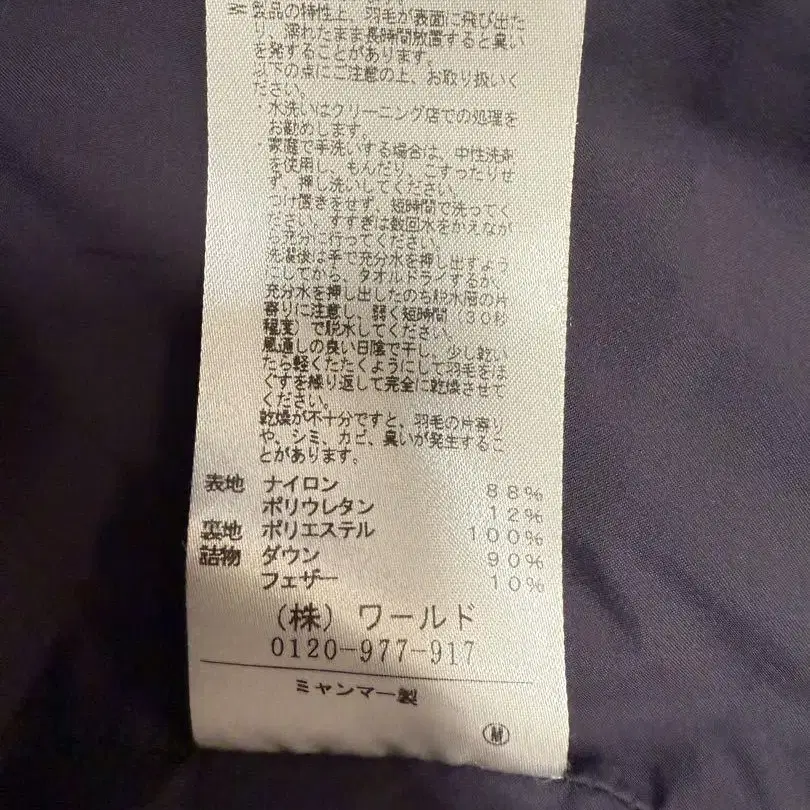 製品の特性上、羽毛が表面に飛び出た
り、濡れたまま長時間放置すると臭い
を発することがあります。
以下の点にご注意の上、お取り扱いく
ださい。
・水洗いはクリーニング店での処理を
お勧めします。
・家庭で手洗いする場合は、中性洗剤
を使用し、もんだり、こすったりせ
ず、押し洗いしてください。
つけ置きをせず、短時間で洗ってく
ださい。すすぎは数回水をかえなが
ら充分に行ってください。
洗濯後は手で充分水を押し出すよう
にしてから、タオルドライするか、
充分水を押し出したのち脱水層の片
寄りに注意し、弱く短時間（３０秒
程度）で脱水してください。
風通しの良い日陰で干し、少し乾い
たら軽くたたくようにして羽毛をほ
ぐすを繰り返して完全に乾燥させて
ください。
乾燥が不十分ですと、羽毛の片寄り
や、シミ、カビ、臭いが発生するこ
とがあります。
表地 ナイロン 88%
ポリウレタン 12%
裏地 ポリエステル 100%
詰物 ダウン 90%
フェザー 10%
（株）ワールド
0120-977-917
ミャンマー製
M